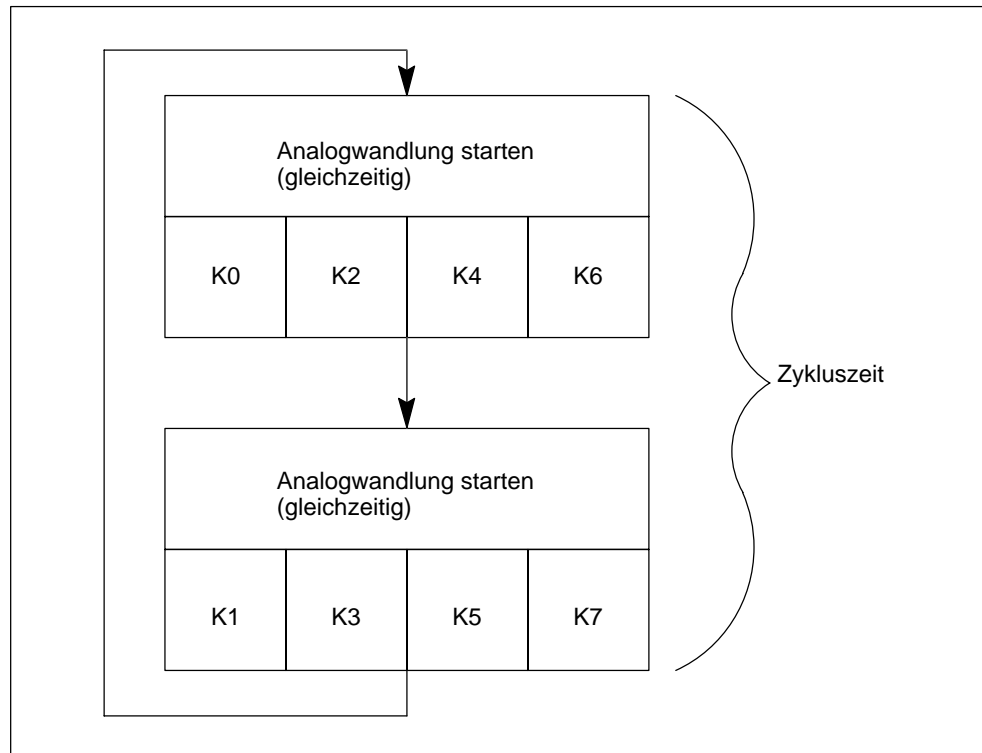 Analogwandlung starten
(gleichzeitig)
K0 K2 K4 K6
Zykluszeit
Analogwandlung starten
(gleichzeitig)
K1 K3 K5 K7